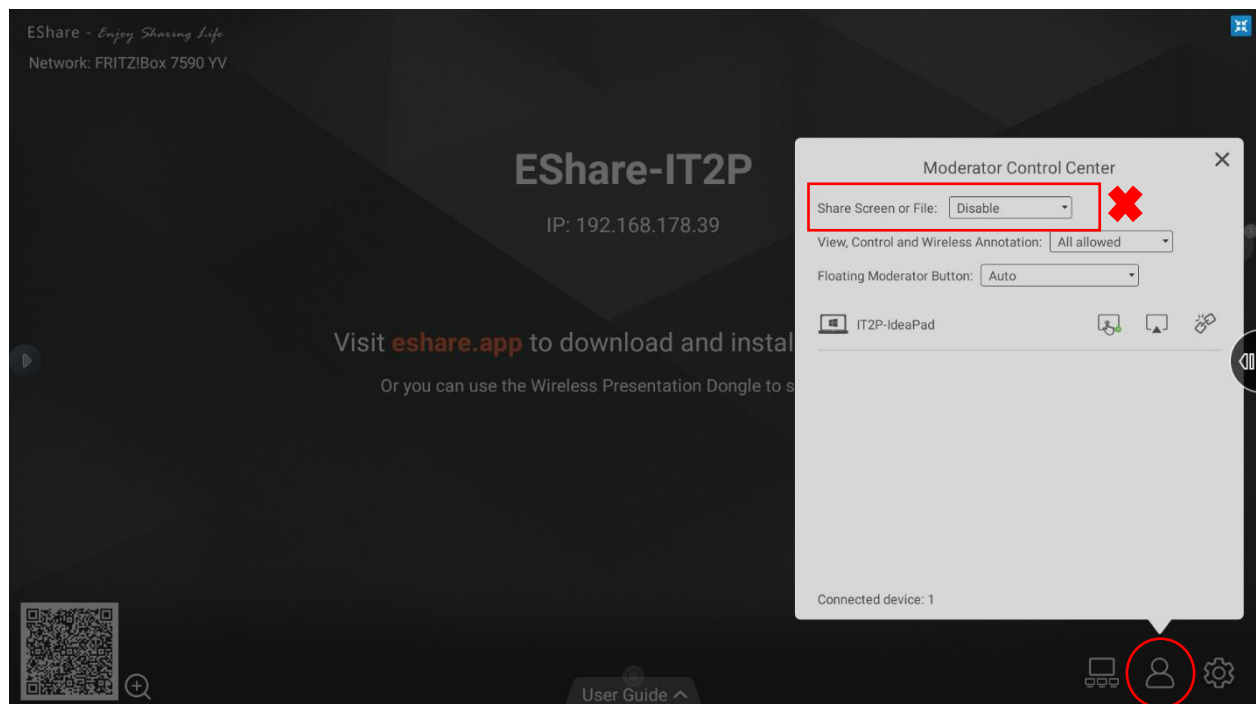 EShare - Enjoy Sharing Life
Network: FRITZ!Box 7590 YV
EShare-IT2P
IP: 192.168.178.39
Visit eshare.app to download and instal
Or you can use the Wireless Presentation Dongle to s
Moderator Control Center
Share Screen or File: Disable
View, Control and Wireless Annotation: All allowed
Floating Moderator Button: Auto
IT2P-IdeaPad
Connected device: 1
User Guide